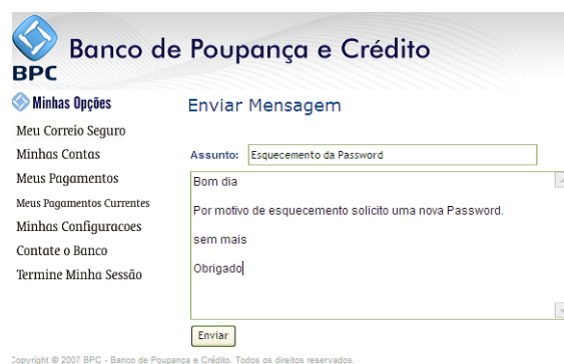 Banco de Poupança e Crédito
BPC
Minhas Opções
Enviar Mensagem
Meu Correio Seguro
Minhas Contas
Meus Pagamentos
Meus Pagamentos Currentes
Minhas Configuracoes
Contate o Banco
Termine Minha Sessão
Assunto: Esquecemento da Password
Bom dia
Por motivo de esquecemento solicito uma nova Password.
sem mais
Obrigado
Enviar
Copyright © 2007 BPC - Banco de Poupança e Crédito. Todos os direitos reservados.